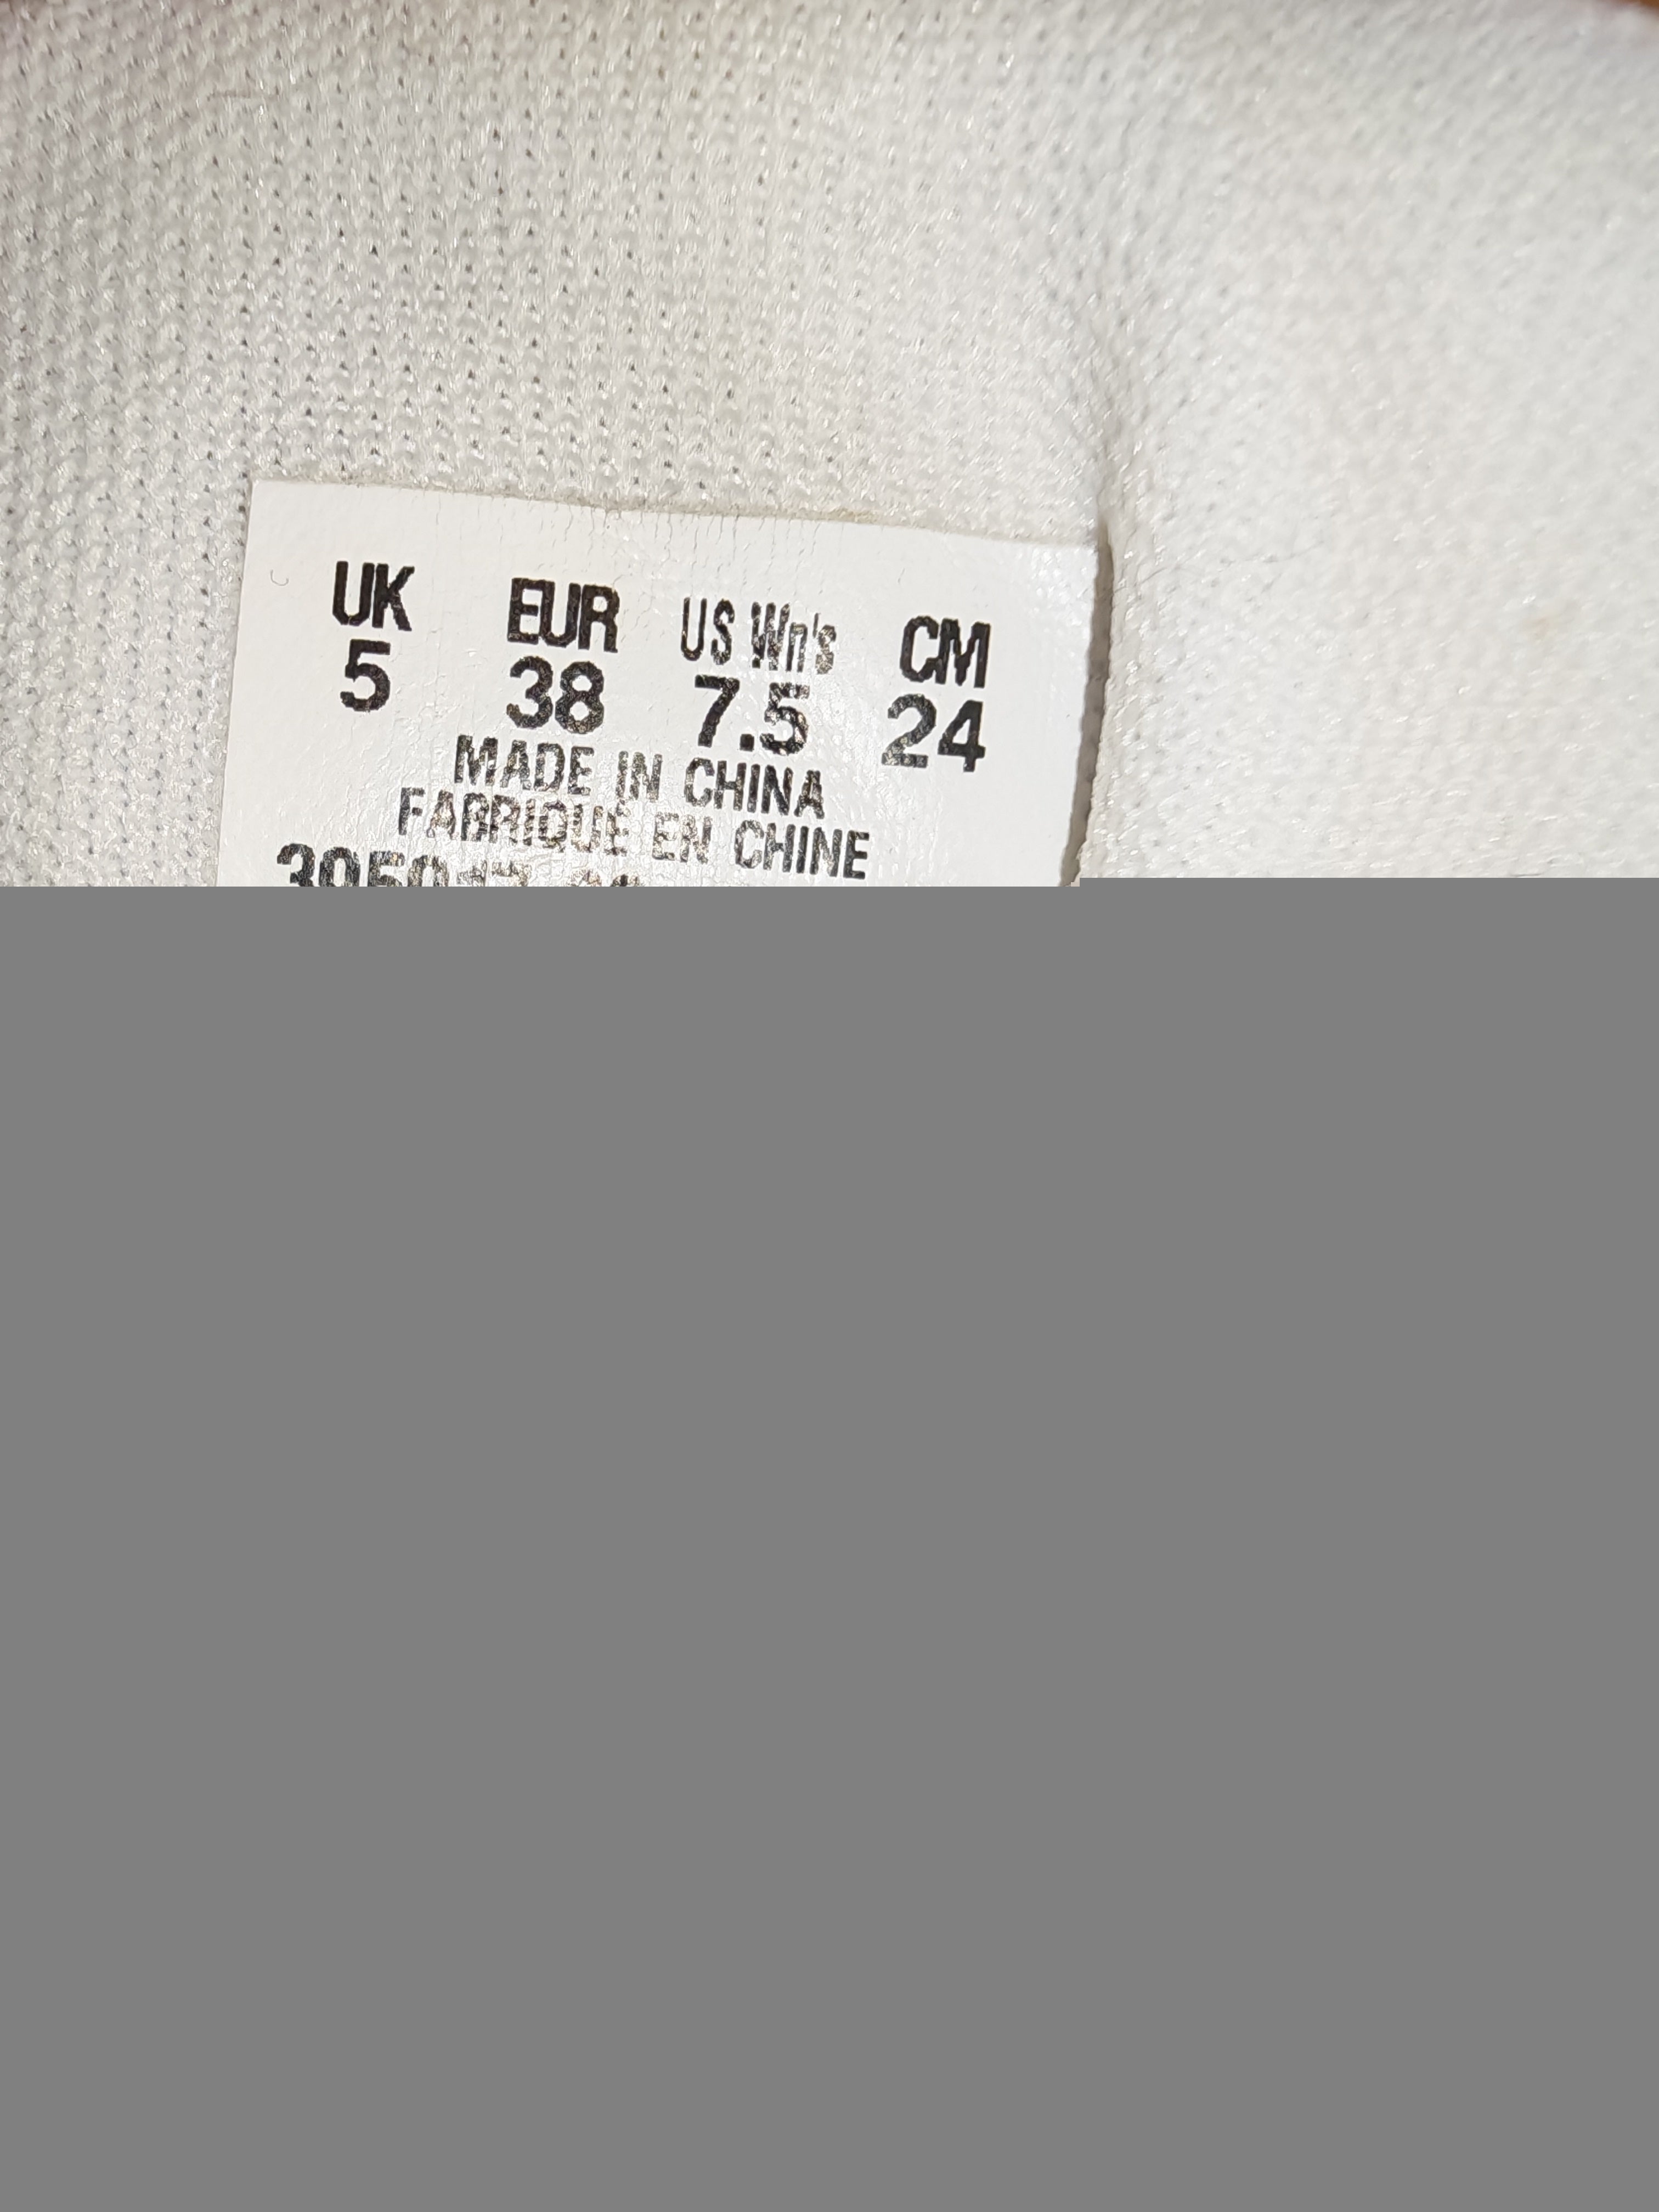 UK EUR US Wn's CM
5 38 7.5 24
MADE IN CHINA
FABRIQUÉ EN CHINE